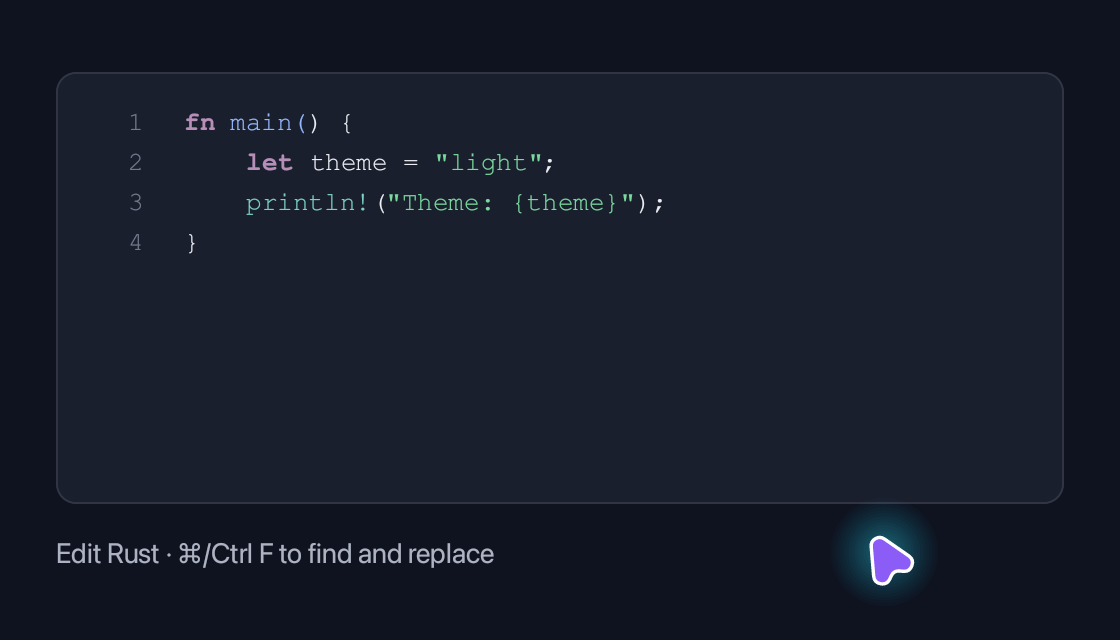 1 fn main() {
2     let theme = "light";
3     println!("Theme: {theme}");
4 }
Edit Rust · ⌘/Ctrl F to find and replace